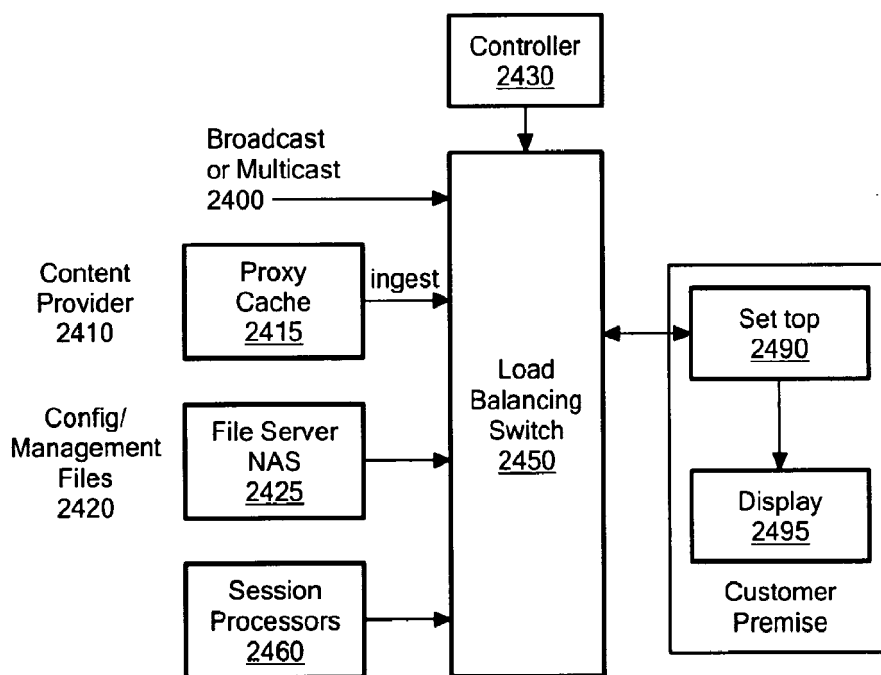 Controller
2430
Broadcast
or Multicast
2400
Content
Provider
2410
Proxy
Cache
2415
ingest
Config/
Management
Files
2420
File Server
NAS
2425
Session
Processors
2460
Load
Balancing
Switch
2450
Set top
2490
Display
2495
Customer
Premise